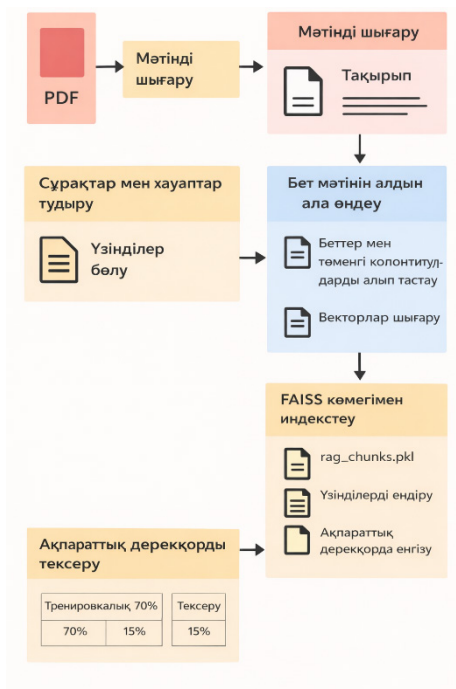 PDF
Мәтінді
шығару
Мәтінді шығару
Тақырып
Сұрақтар мен хауаптар
тудыру
Үзінділер
бөлу
Бет мәтінін алдын
ала өндеу
Беттер мен
төменгі колонтитул-
дарды алып тастау
Векторлар шығару
FAISS көмегімен
индекстеу
rag_chunks.pkl
Үзінділерді ендіру
Ақпараттық
дерекқорда енгізу
Ақпараттық дерекқорды
тексеру
Тренировкалық 70%
Тексеру
70%
15%
15%